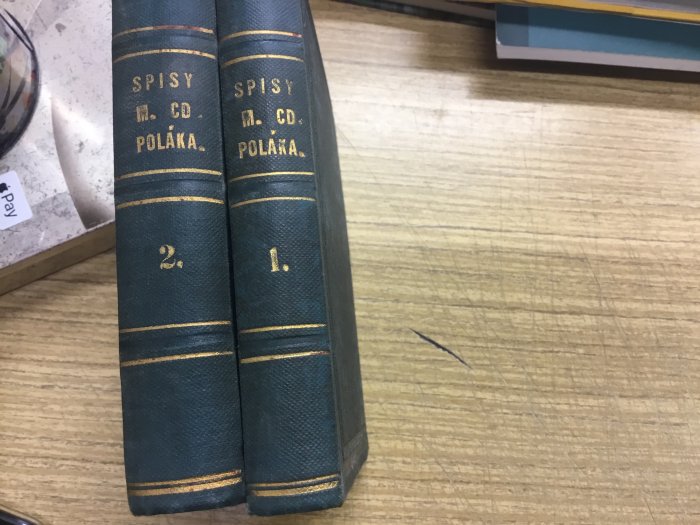 SPISY
M. CD.
POLÁKA.
2.
SPISY
M. CD.
POLÁKA.
1.
Pay